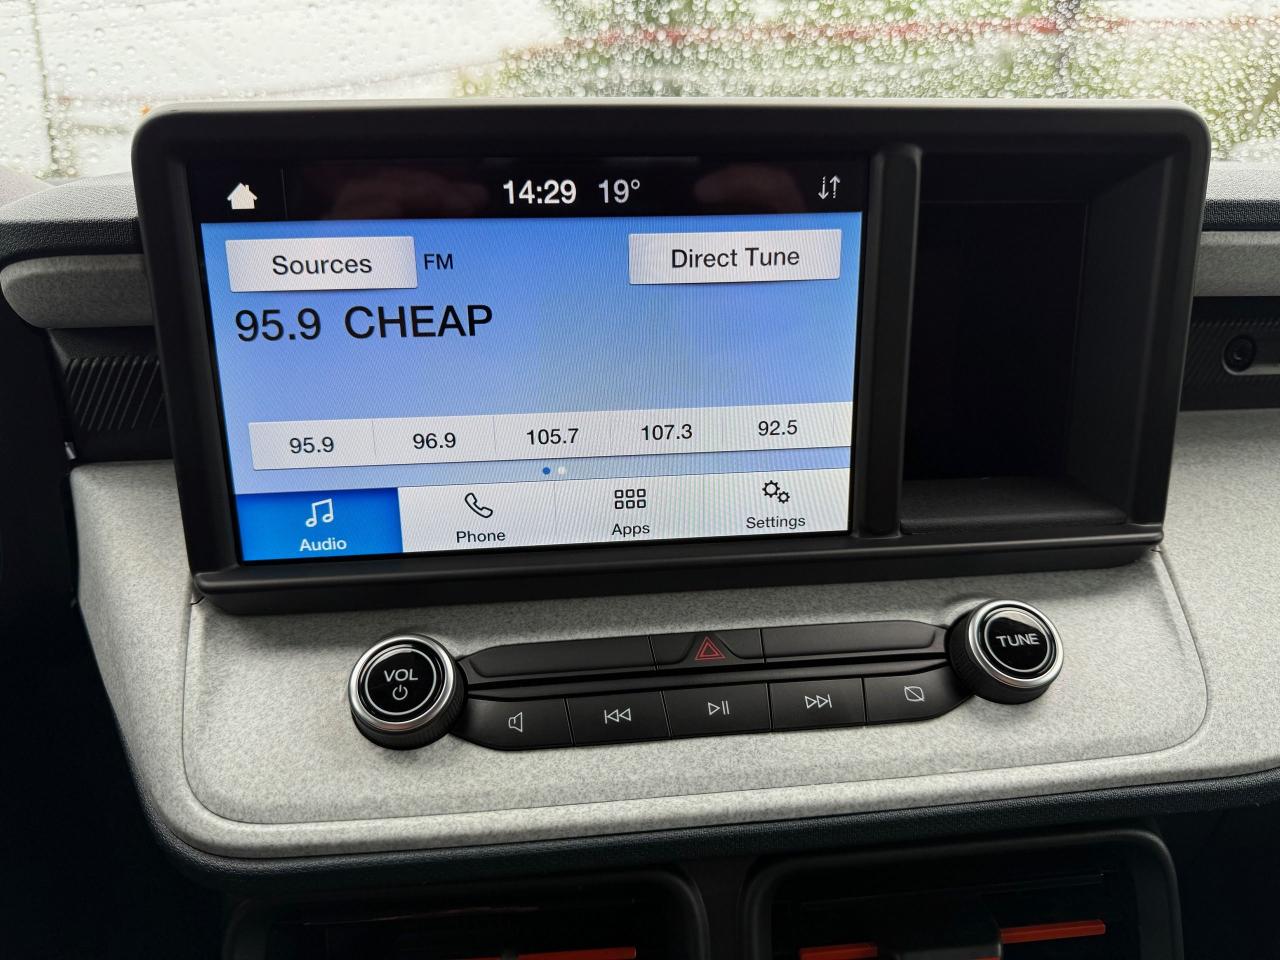 14:29 19°
Sources FM Direct Tune
95.9 CHEAP
95.9 96.9 105.7 107.3 92.5
Audio Phone Apps Settings
VOL TUNE